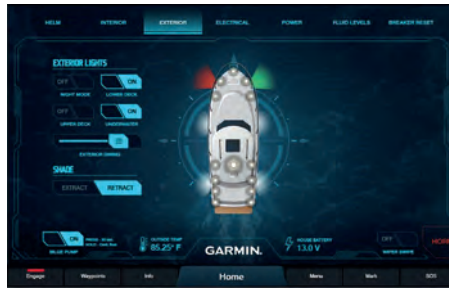 HELM INTERIOR EXTERIOR ELECTRICAL POWER FLUID LEVELS BREAKER RESET
EXTERIOR LIGHTS
OFF ON
NIGHT MODE LOWER DECK
OFF ON
UPPER DECK UNDERWATER
EXTERIOR DIMMING
SHADE
EXTRACT RETRACT
ON
BILGE PUMP
OUTSIDE TEMP
85.25° F
GARMIN.
HOUSE BATTERY
13.0 V
OFF
HORN
Engage Waypoints Info Home Menu Mark SOS